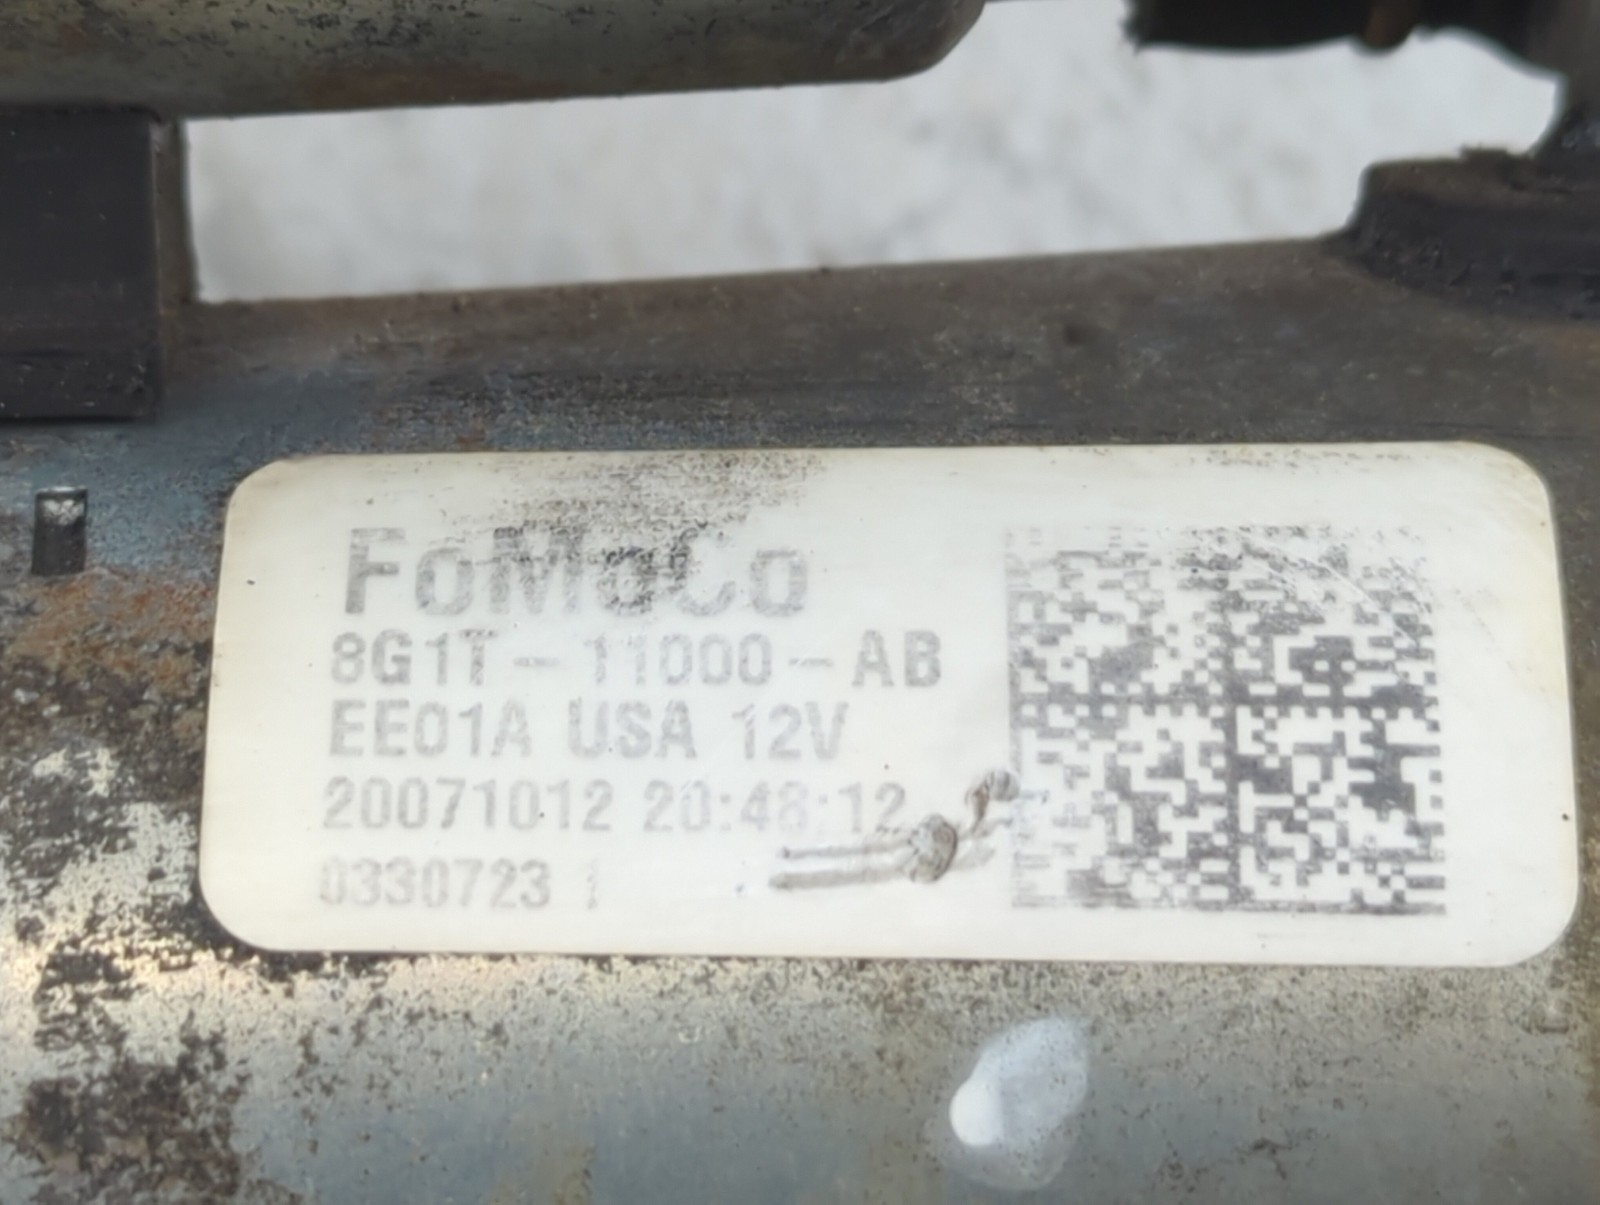 FoMoCo
8G1T-11000-AB
EE01A USA 12V
20071012 20:48:12
0330723 1